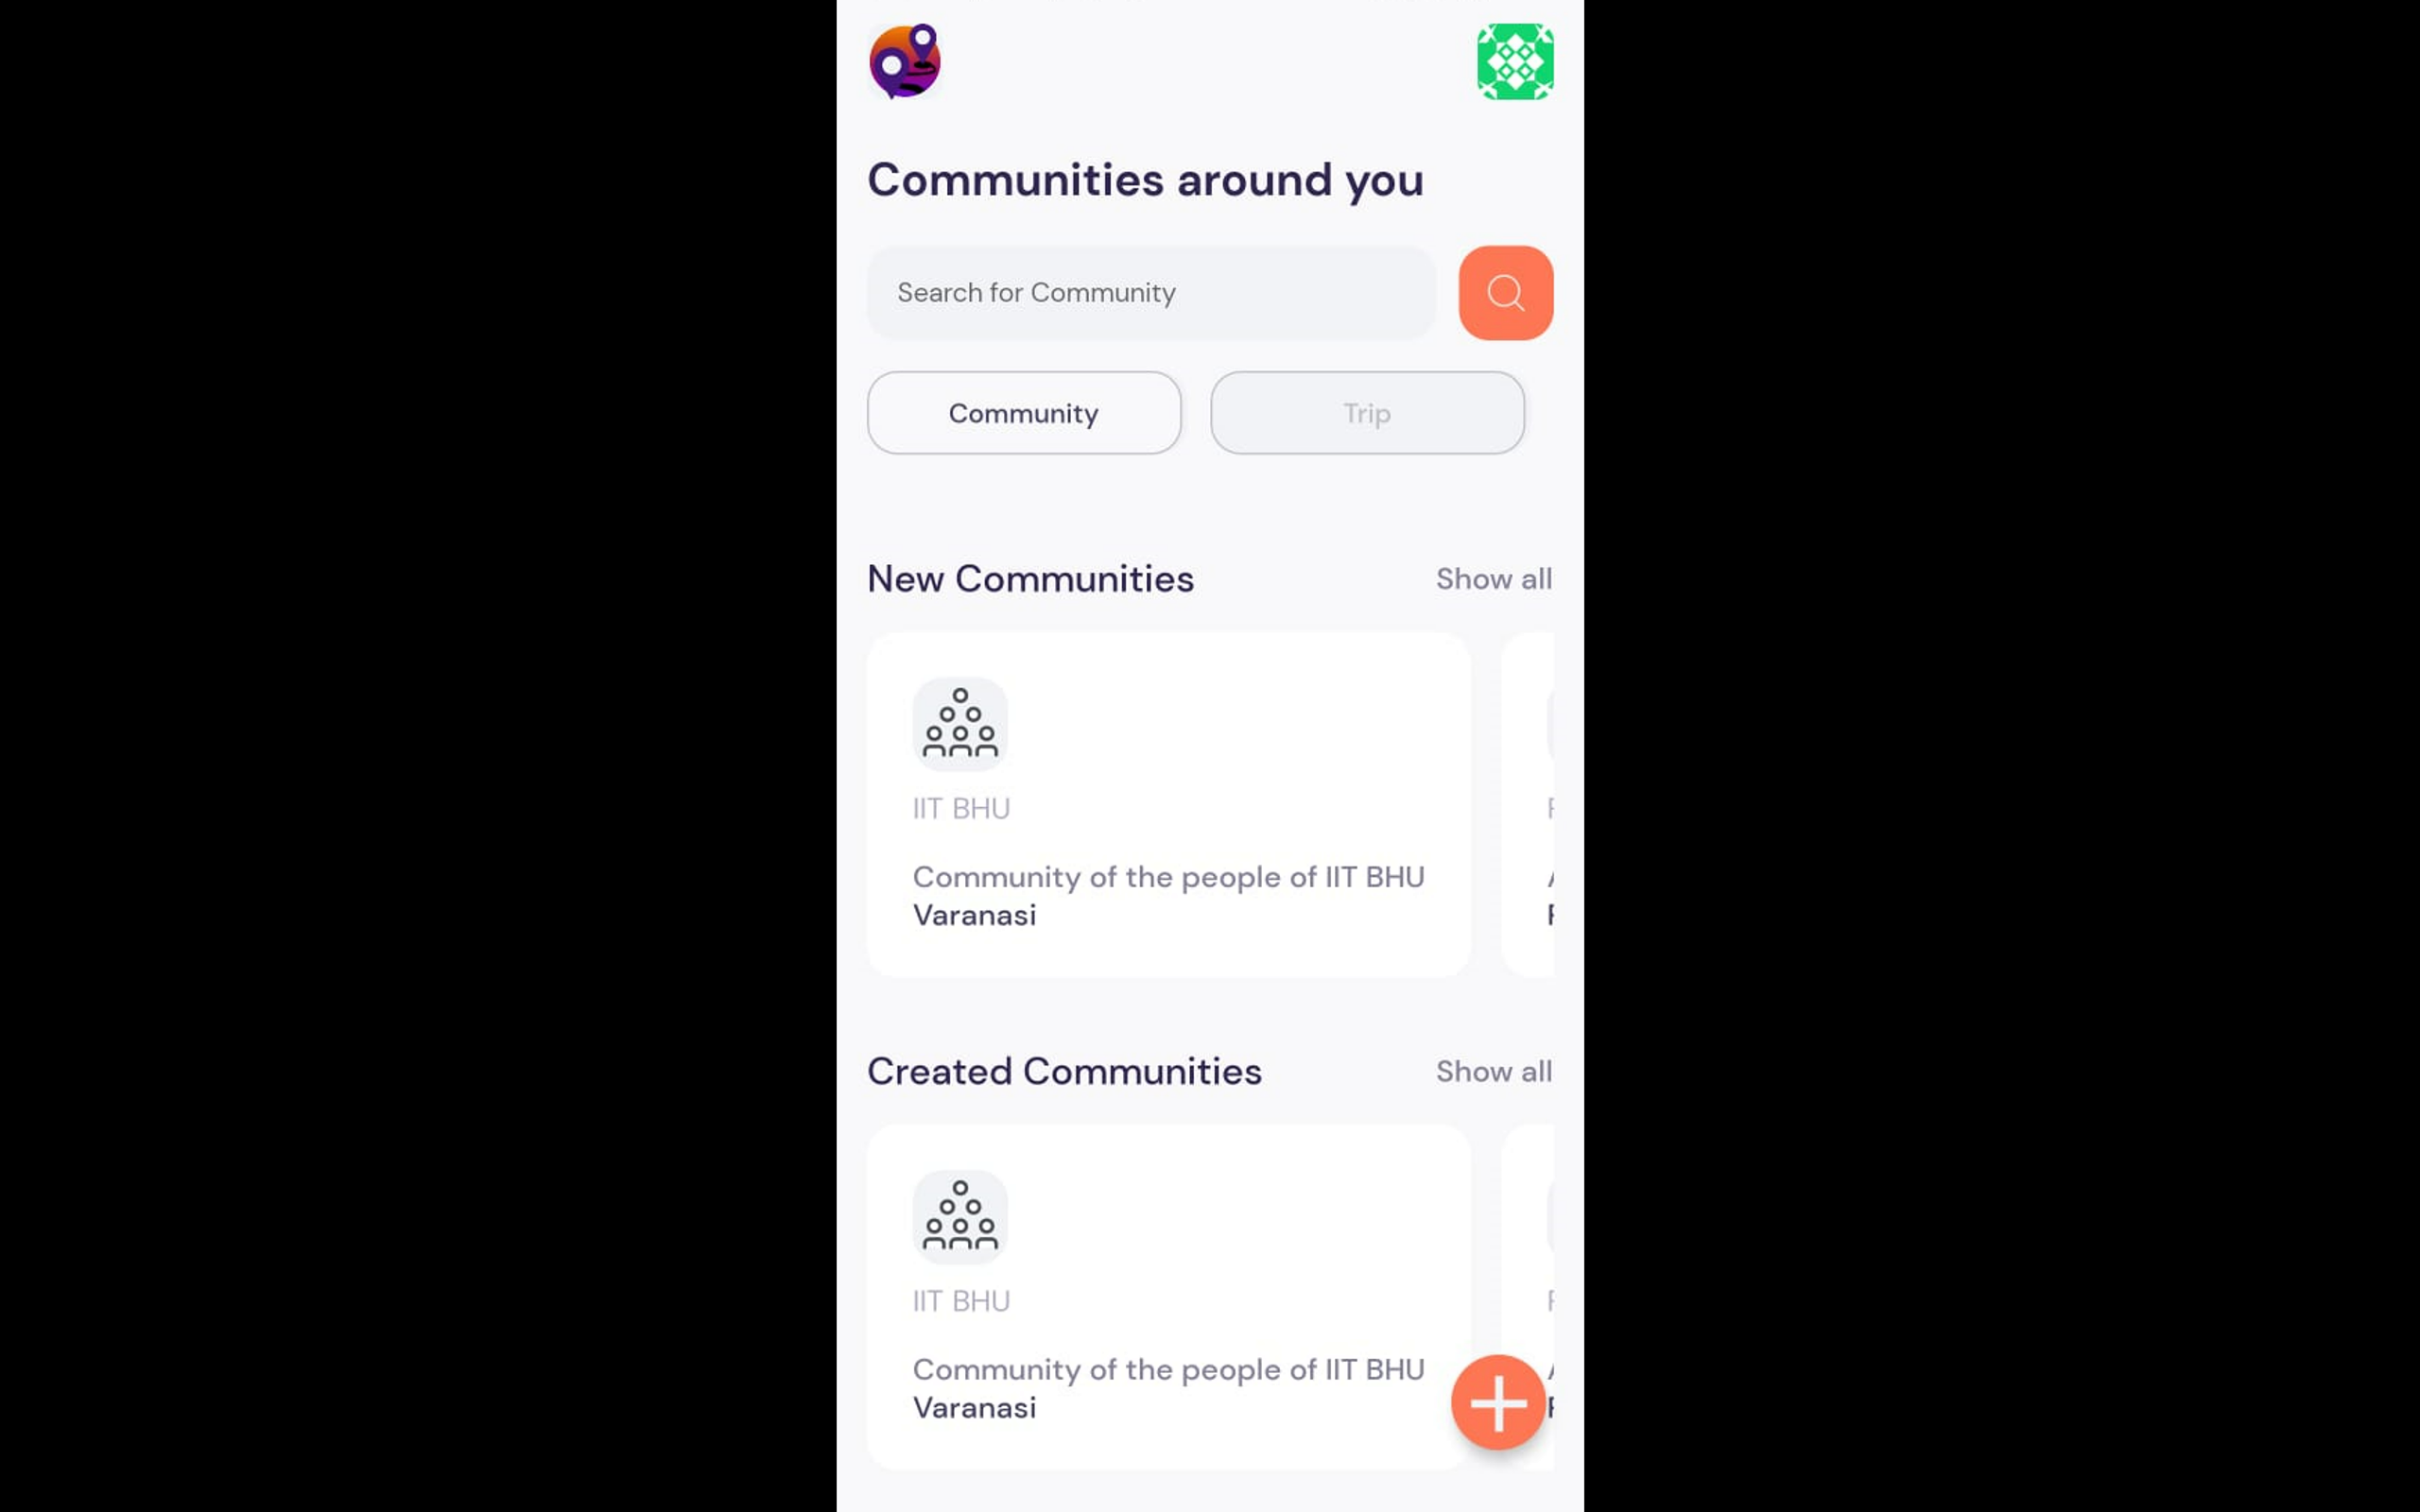 Communities around you
Search for Community
Community
Trip
New Communities
Show all
IIT BHU
Community of the people of IIT BHU
Varanasi
Created Communities
Show all
IIT BHU
Community of the people of IIT BHU
Varanasi